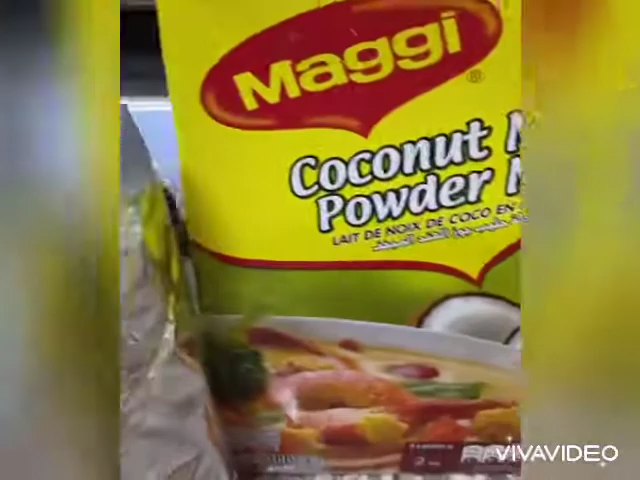 Maggi
®
Coconut
Powder
LAIT DE NOIX DE COCO EN
VIVAVIDEO